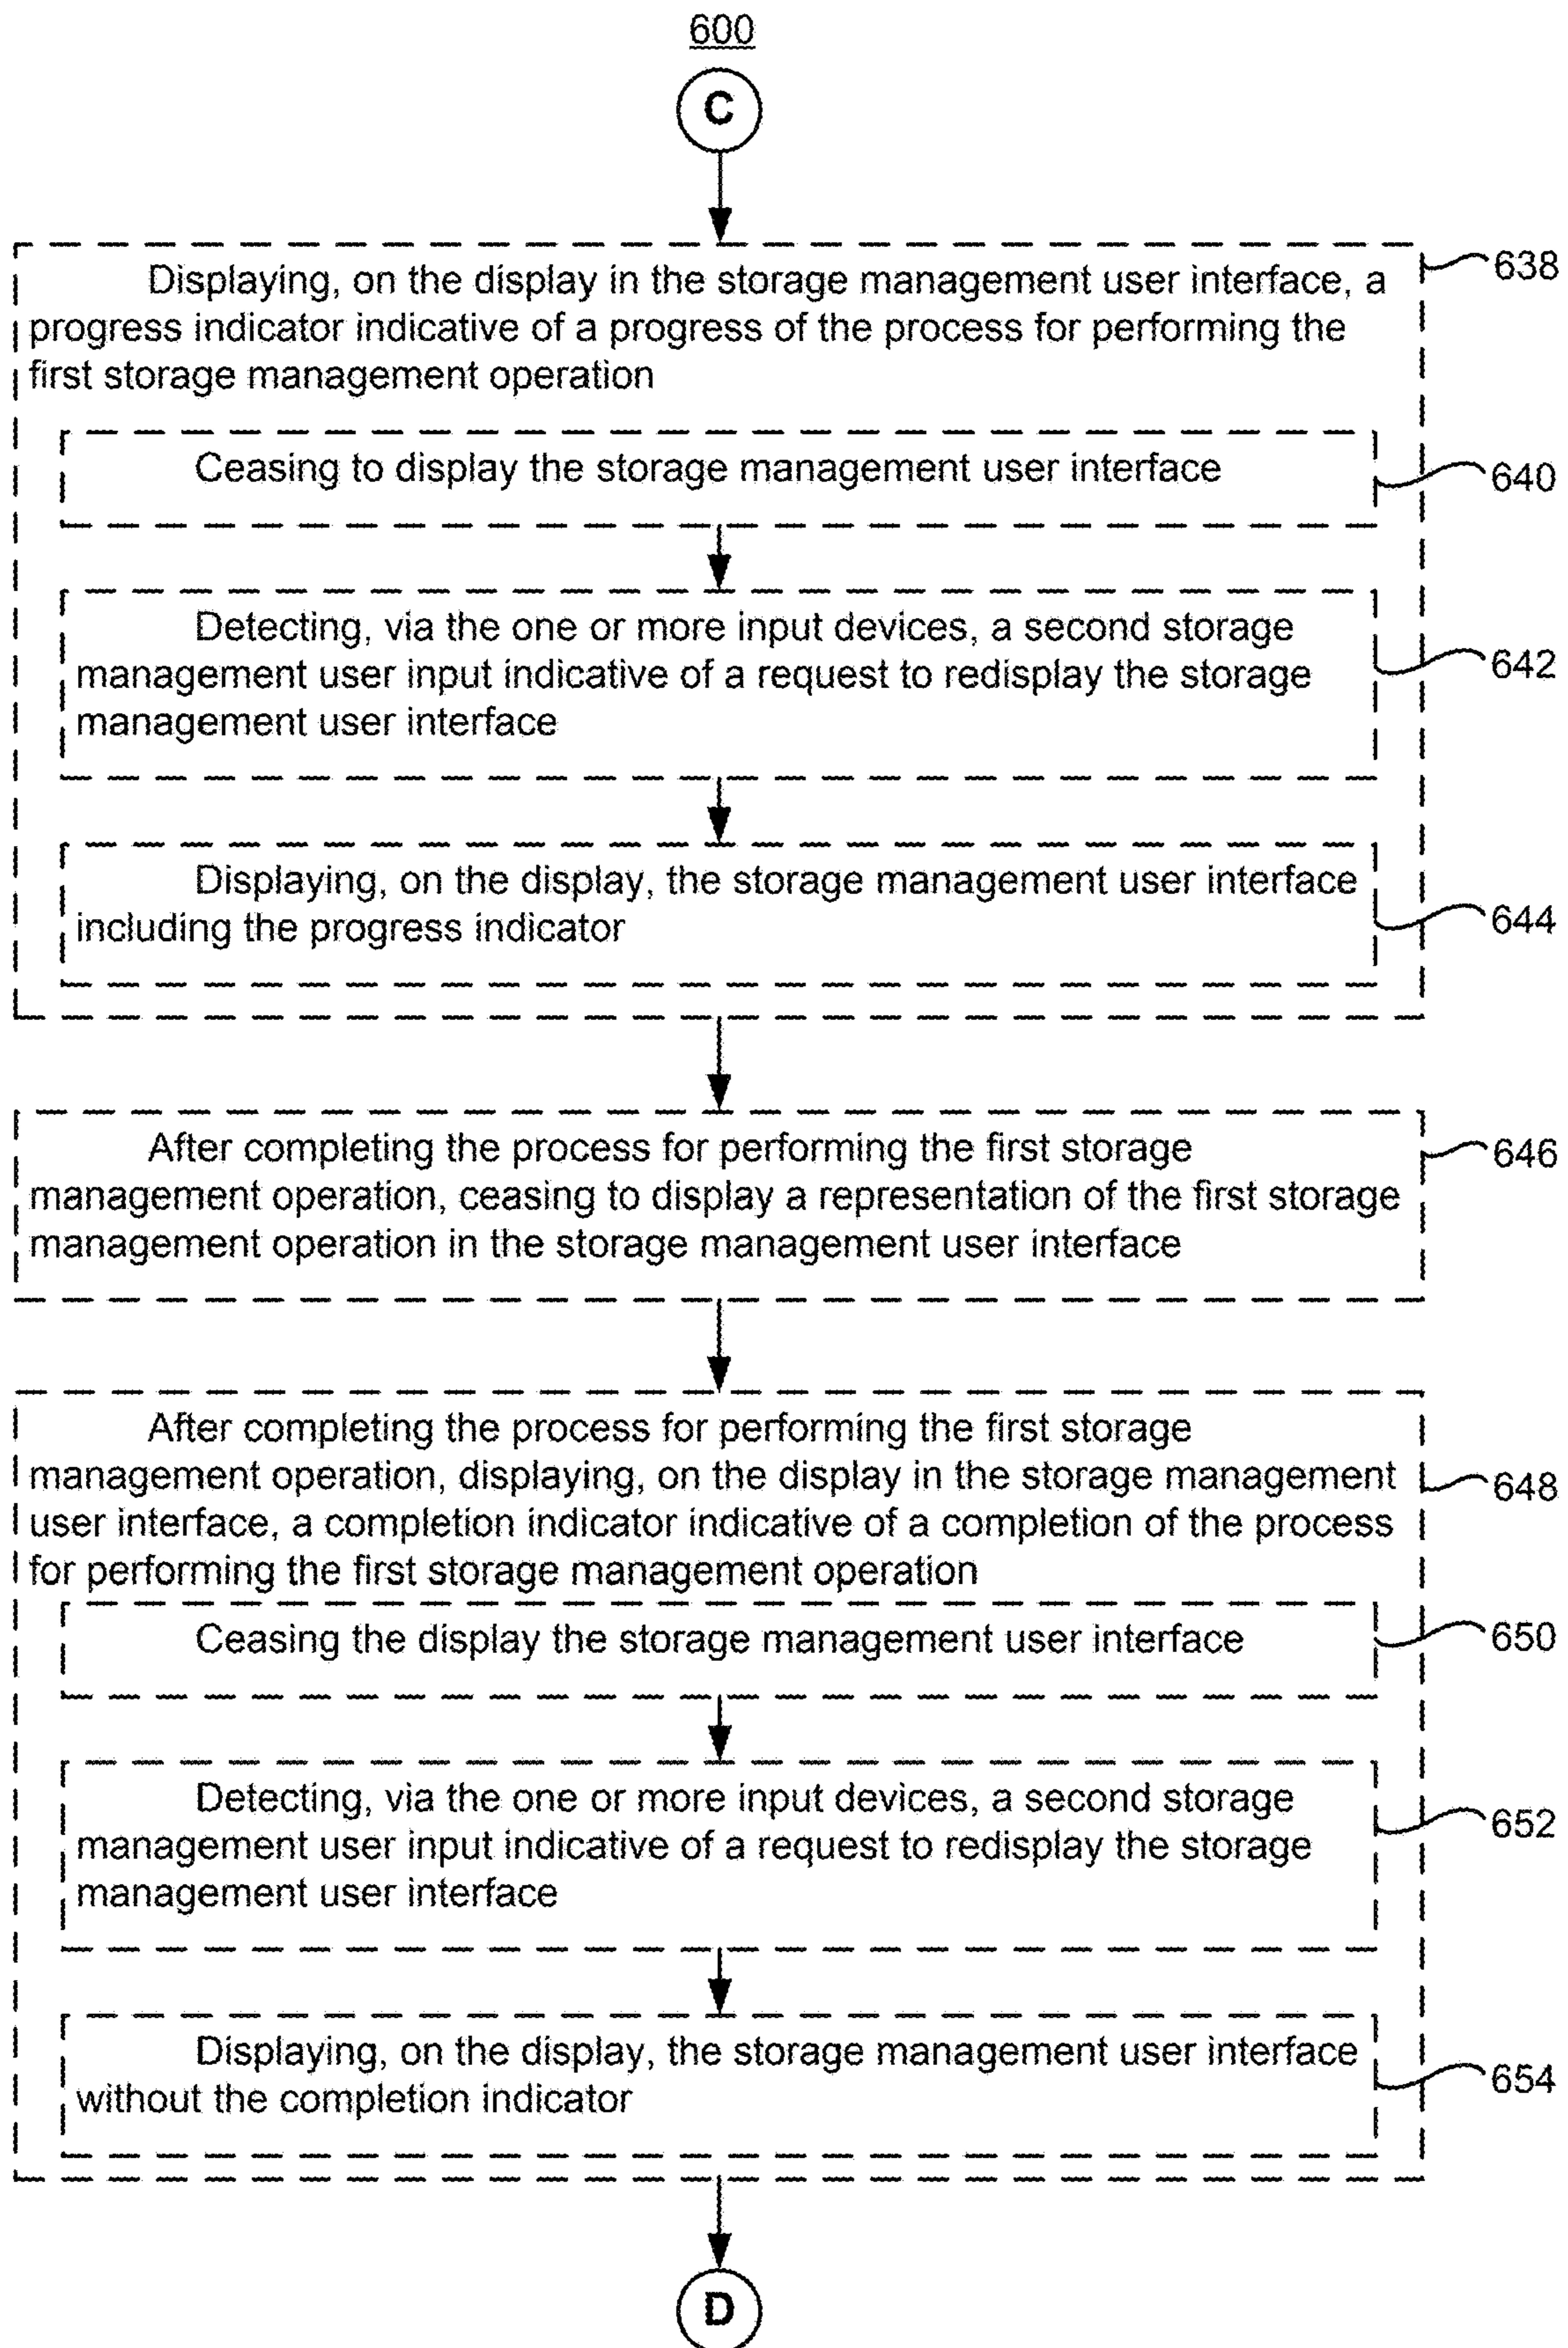 600
C
Displaying, on the display in the storage management user interface, a
progress indicator indicative of a progress of the process for performing the
first storage management operation
638
Ceasing to display the storage management user interface
640
Detecting, via the one or more input devices, a second storage
management user input indicative of a request to redisplay the storage
management user interface
642
Displaying, on the display, the storage management user interface
including the progress indicator
644
After completing the process for performing the first storage
management operation, ceasing to display a representation of the first storage
management operation in the storage management user interface
646
After completing the process for performing the first storage
management operation, displaying, on the display in the storage management
user interface, a completion indicator indicative of a completion of the process
for performing the first storage management operation
648
Ceasing the display the storage management user interface
650
Detecting, via the one or more input devices, a second storage
management user input indicative of a request to redisplay the storage
management user interface
652
Displaying, on the display, the storage management user interface
without the completion indicator
654
D